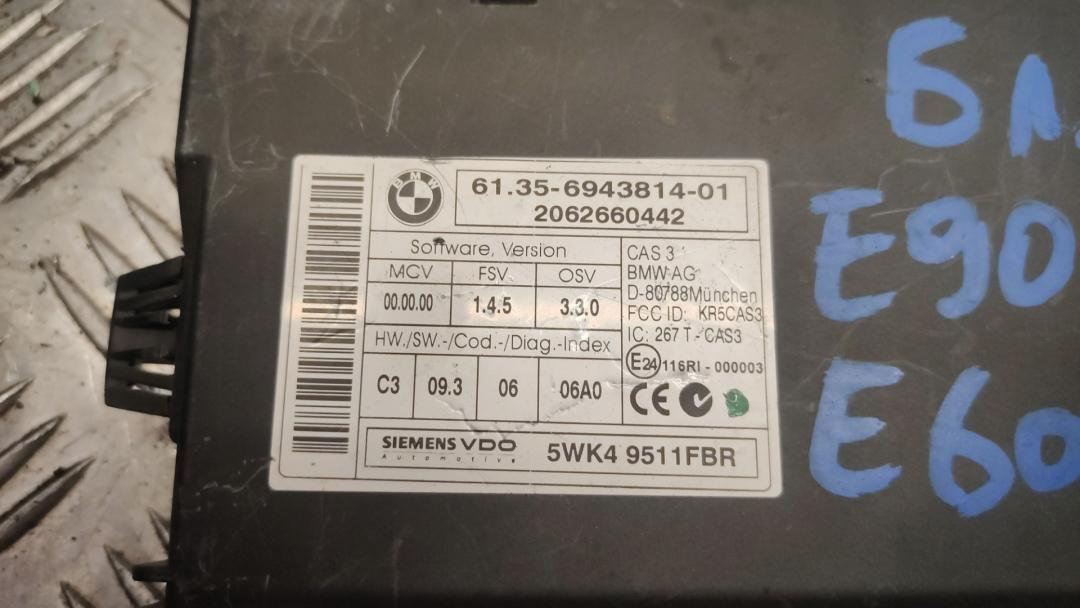 BMW
61.35-6943814-01
2062660442
Software, Version
MCV FSV OSV
00.00.00 1.4.5 3.3.0
HW./SW.-/Cod.-/Diag.-Index
C3 09.3 06 06A0
CAS 3
BMW AG
D-80788München
FCC ID: KR5CAS3
IC: 267 T - CAS3
E24 116RI - 000003
CE
SIEMENS VDO
Automotive
5WK4 9511FBR
E90
E60